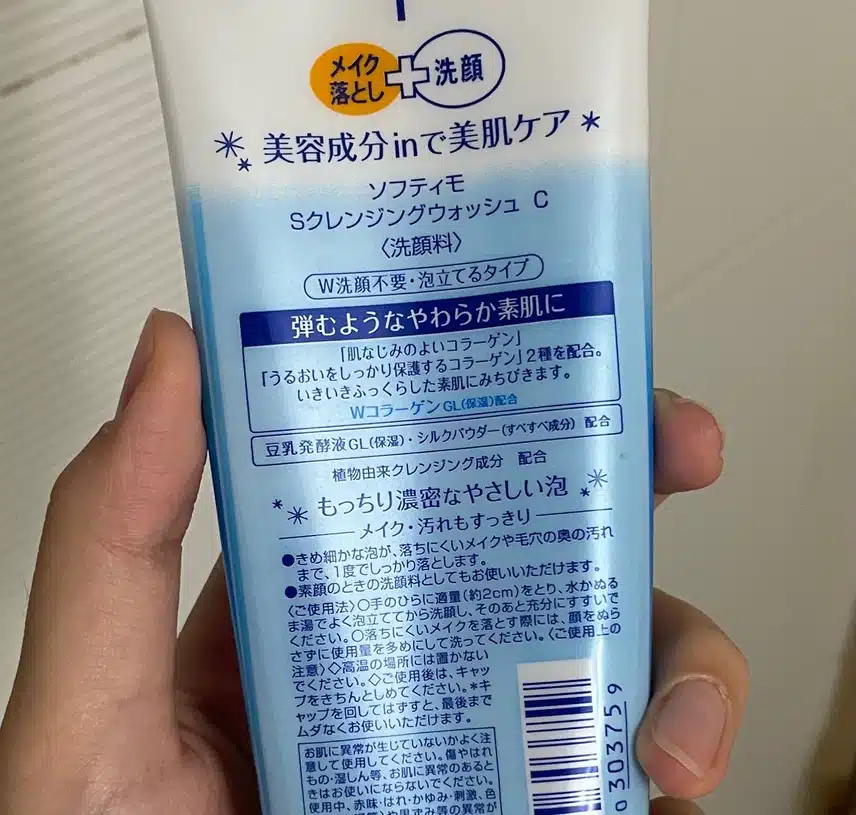 メイク
落とし
洗顔
美容成分inで美肌ケア
ソフティモ
Sクレンジングウォッシュ C
〈洗顔料〉
W洗顔不要・泡立てるタイプ
弾むようなやわらか素肌に
「肌なじみのよいコラーゲン」
「うるおいをしっかり保護するコラーゲン」2種を配合。
いきいきふっくらした素肌にみちびきます。
WコラーゲンGL(保湿)配合
豆乳発酵液GL(保湿)・シルクパウダー(すべすべ成分) 配合
植物由来クレンジング成分 配合
もっちり濃密なやさしい泡
メイク・汚れもすっきり
●きめ細かな泡が、落ちにくいメイクや毛穴の奥の汚れ
まで、1度でしっかり落とします。
●素顔のときの洗顔料としてもお使いいただけます。
〈ご使用法〉○手のひらに適量(約2cm)をとり、水かぬる
ま湯でよく泡立ててから洗顔し、そのあと充分にすすいで
ください。○落ちにくいメイクを落とす際には、顔をぬら
さずに使用量を多めにして洗ってください。〈ご使用上の
注意〉◇高温の場所には置かない
でください。◇ご使用後は、キャッ
プをきちんとしめてください。*キ
ャップを回してはずすと、最後まで
ムダなくお使いいただけます。
お肌に異常が生じていないかよく注
意して使用してください。傷やはれ
もの・湿しん等、お肌に異常のあると
きはお使いにならないでください。
使用中、赤味・はれ・かゆみ・刺激、色
や黒ずみ等の異常が
0 303759